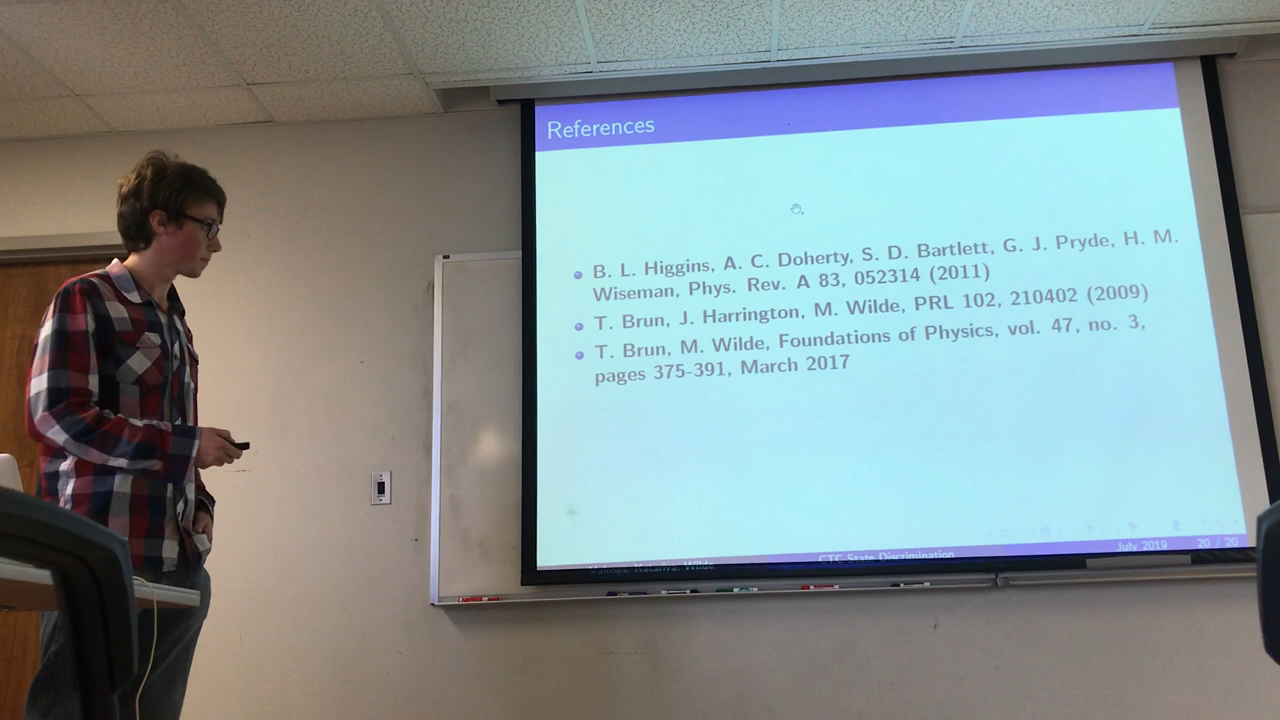 References
B. L. Higgins, A. C. Doherty, S. D. Bartlett, G. J. Pryde, H. M.
Wiseman, Phys. Rev. A 83, 052314 (2011)
T. Brun, J. Harrington, M. Wilde, PRL 102, 210402 (2009)
T. Brun, M. Wilde, Foundations of Physics, vol. 47, no. 3,
pages 375-391, March 2017
Wilde
CTC State Discrimination
July 2019
20 / 20